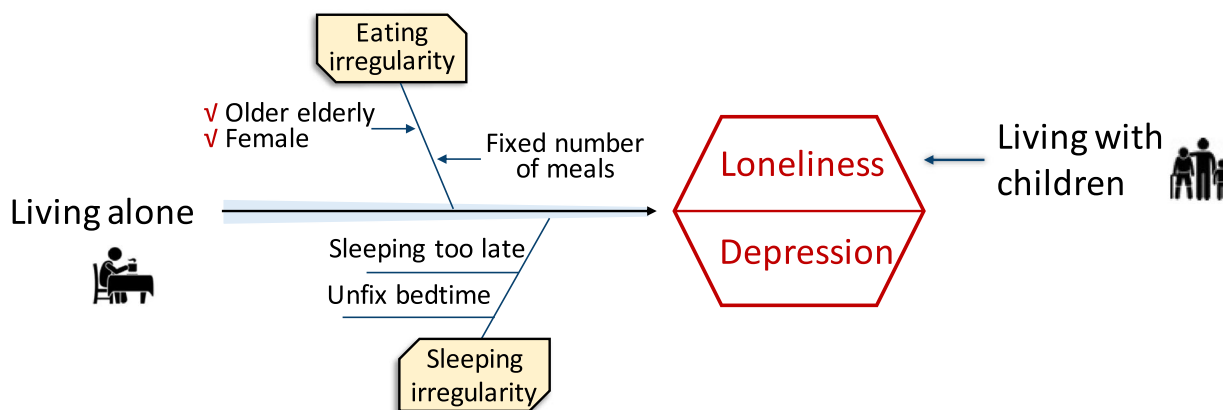 Eating
irregularity
√ Older elderly
√ Female
Fixed number
of meals
Living alone
Sleeping too late
Unfix bedtime
Sleeping
irregularity
Loneliness
Depression
Living with
children